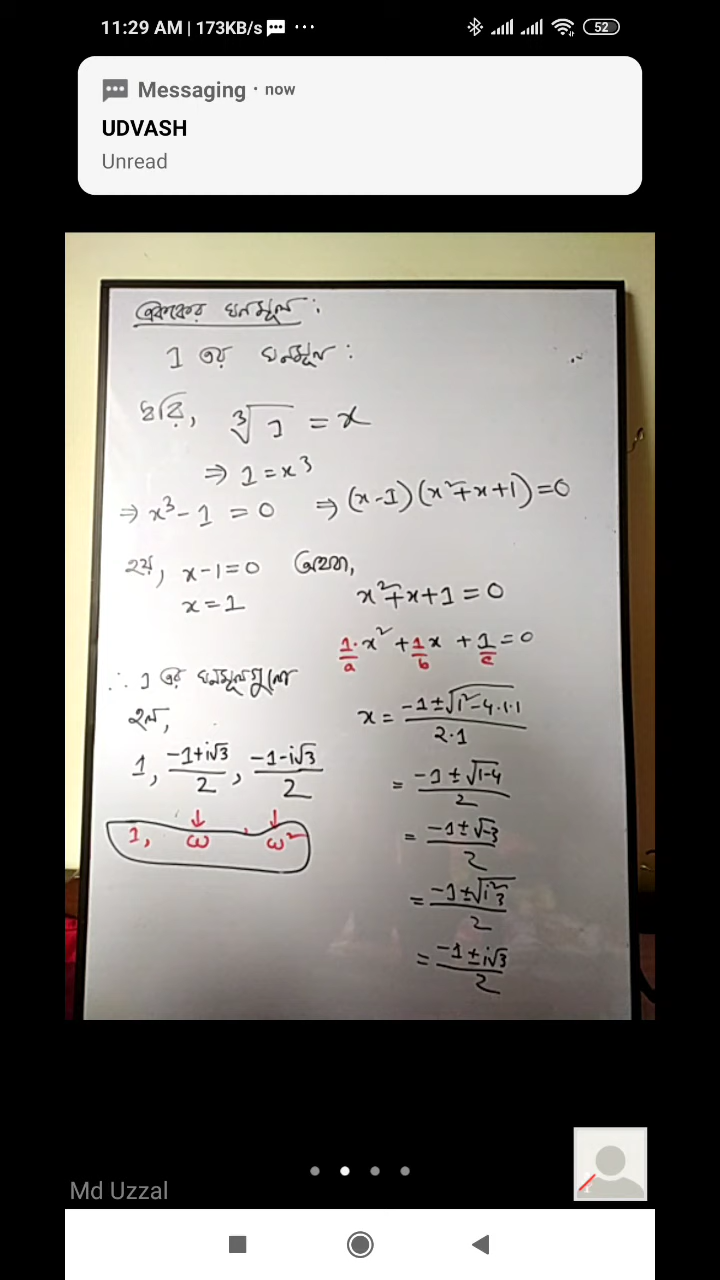 11:29 AM | 173KB/s ...
52
Messaging · now
UDVASH
Unread
এককের ঘনমূল :
1 এর ঘনমূল :
ধরি, ∛1 = x
⇒ 1 = x³
⇒ x³ - 1 = 0 ⇒ (x-1)(x²+x+1)=0
হয়, x-1=0 অথবা,
x = 1
x²+x+1=0
1·x² + 1x + 1 = 0
a b c
∴ 1 এর ঘনমূলগুলো
হল,
1, (-1+i√3)/2, (-1-i√3)/2
1, ω, ω²
x = (-1±√(1²-4·1·1))/(2·1)
= (-1±√(1-4))/2
= (-1±√-3)/2
= (-1±√(i²3))/2
= (-1±i√3)/2
Md Uzzal